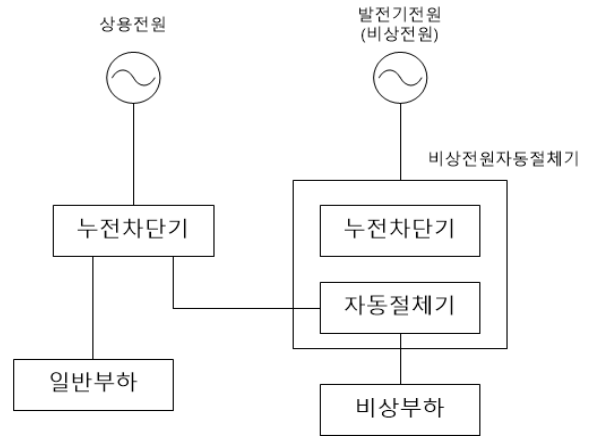 상용전원
발전기전원
(비상전원)
비상전원자동절체기
누전차단기
누전차단기
자동절체기
일반부하
비상부하